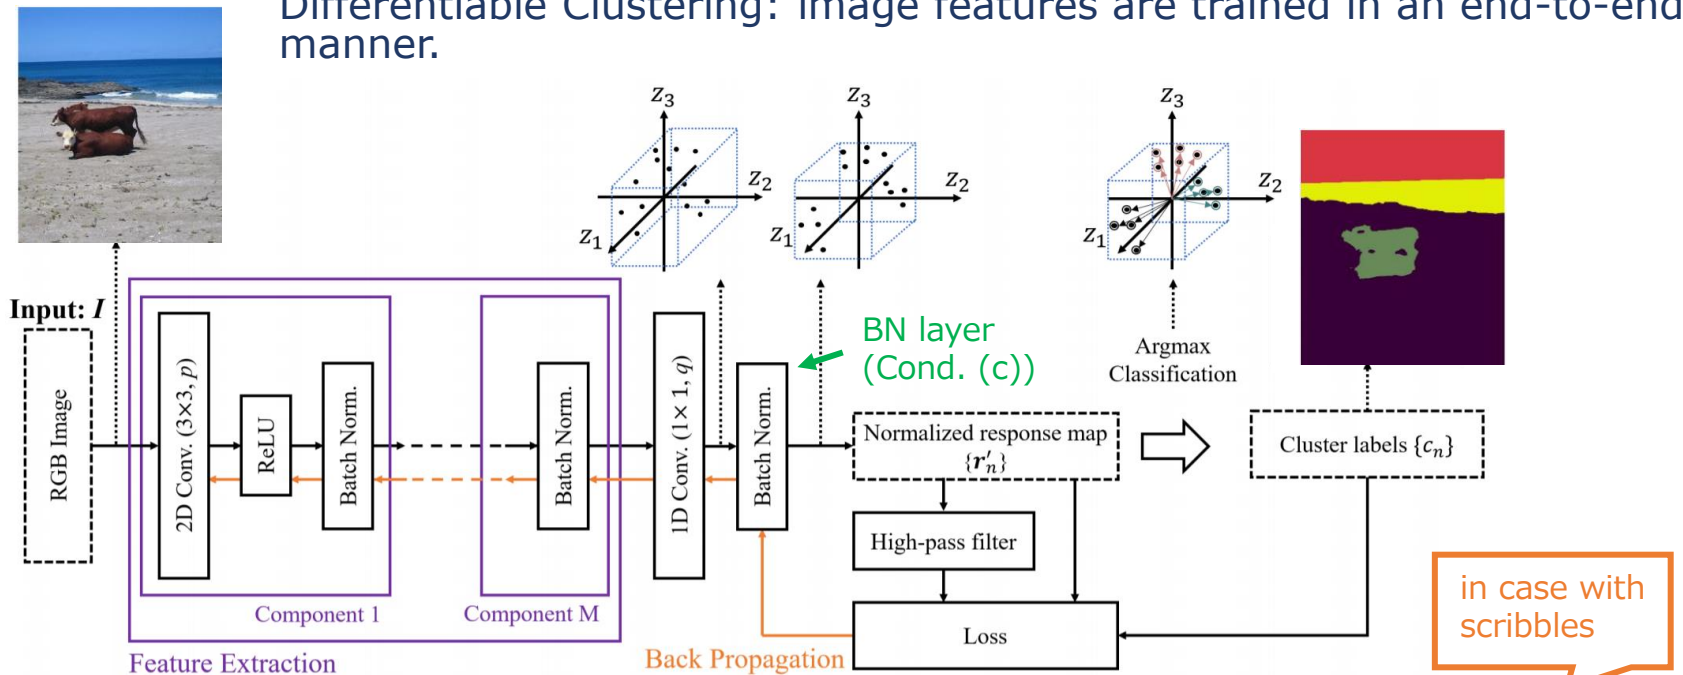 Differentiable Clustering: Image features are trained in an end-to-end
manner.
z₃
z₂
z₁
z₃
z₂
z₁
z₃
z₂
z₁
Input: I
RGB Image
2D Conv. (3×3, p)
ReLU
Batch Norm.
Component 1
Batch Norm.
Component M
Feature Extraction
1D Conv. (1× 1, q)
Batch Norm.
BN layer
(Cond. (c))
Normalized response map
{r′ₙ}
Argmax
Classification
Cluster labels {cₙ}
High-pass filter
Loss
Back Propagation
in case with
scribbles